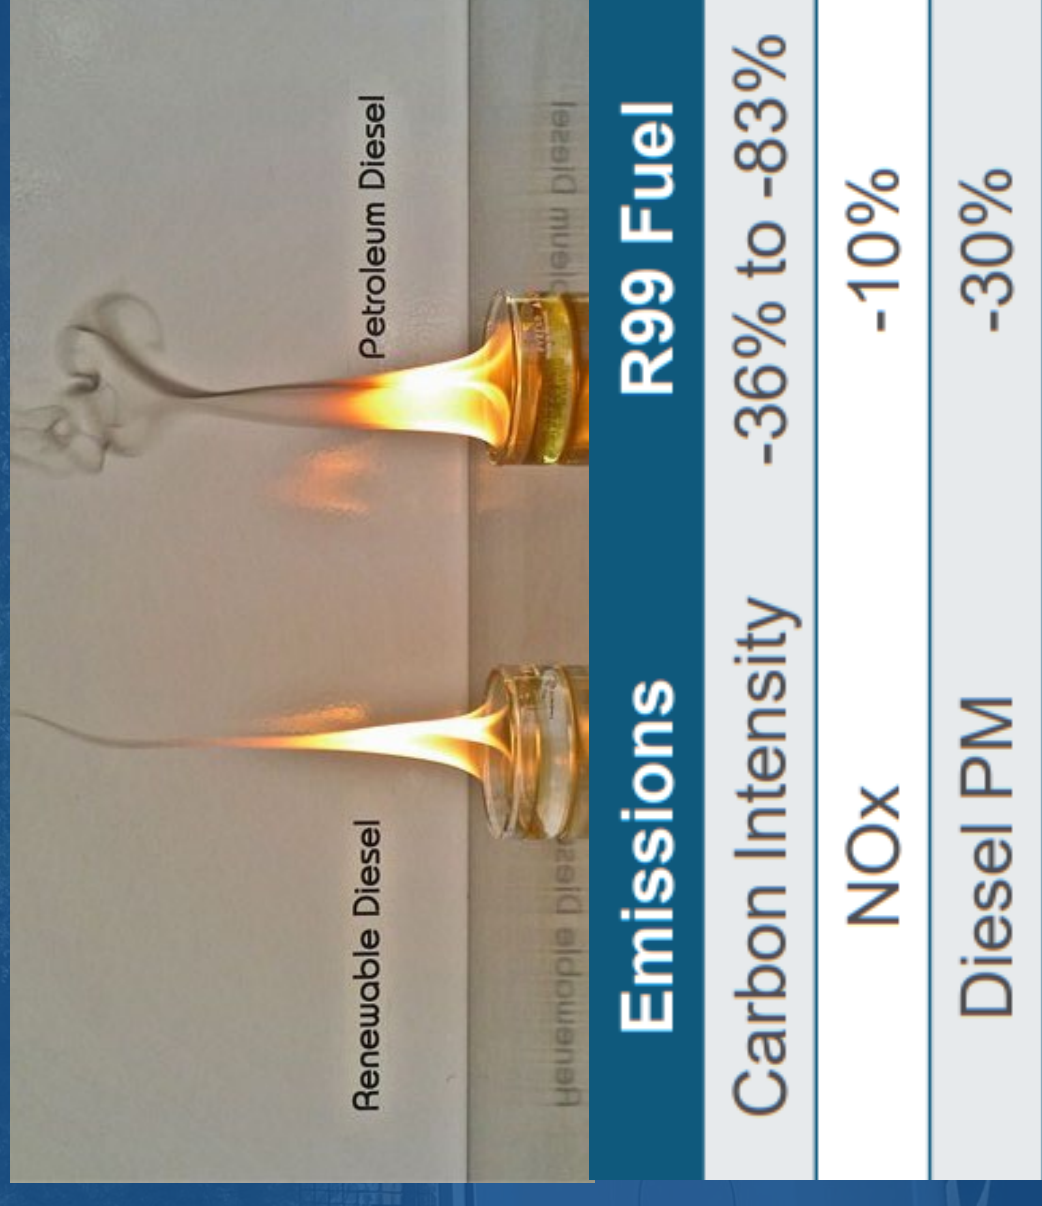 Renewable Diesel
Petroleum Diesel
Emissions R99 Fuel
Carbon Intensity -36% to -83%
NOx -10%
Diesel PM -30%